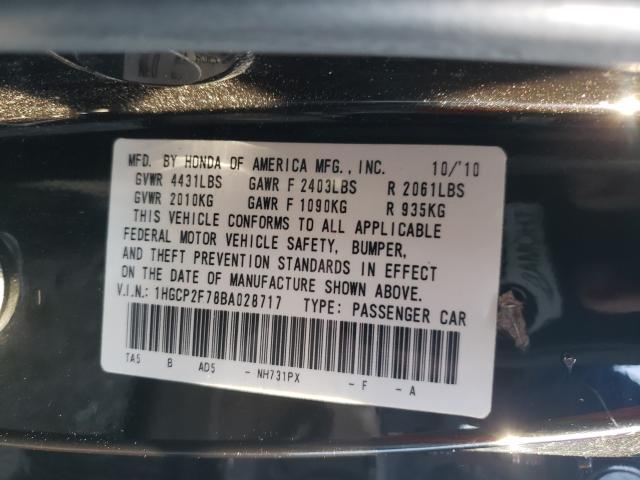 MFD. BY HONDA OF AMERICA MFG., INC. 10/'10
GVWR 4431LBS GAWR F 2403LBS R 2061LBS
GVWR 2010KG GAWR F 1090KG R 935KG
THIS VEHICLE CONFORMS TO ALL APPLICABLE
FEDERAL MOTOR VEHICLE SAFETY, BUMPER,
AND THEFT PREVENTION STANDARDS IN EFFECT
ON THE DATE OF MANUFACTURE SHOWN ABOVE.
V.I.N.: 1HGCP2F78BA028717 TYPE: PASSENGER CAR
TA5 B AD5 - NH731PX - F - A